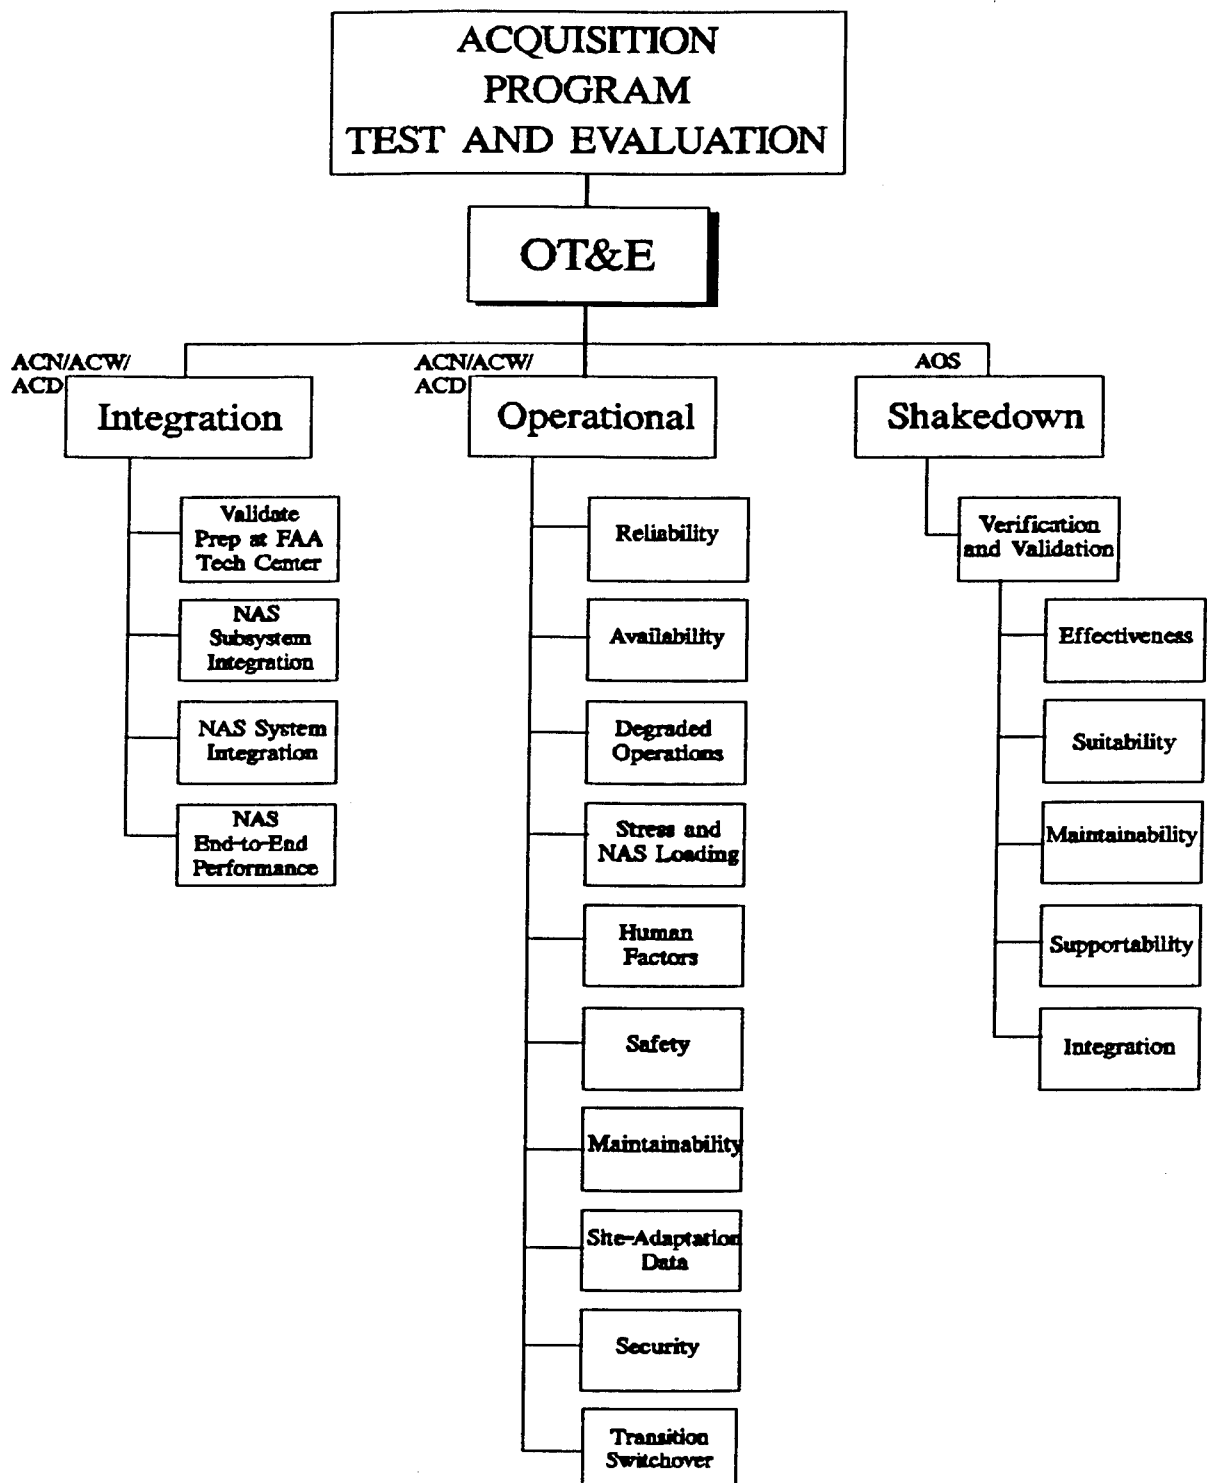 ACQUISITION
PROGRAM
TEST AND EVALUATION
OT&E
ACN/ACW/
ACD
Integration
Validate
Prep at FAA
Tech Center
NAS
Subsystem
Integration
NAS System
Integration
NAS
End-to-End
Performance
ACN/ACW/
ACD
Operational
Reliability
Availability
Degraded
Operations
Stress and
NAS Loading
Human
Factors
Safety
Maintainability
Site-Adaptation
Data
Security
Transition
Switchover
AOS
Shakedown
Verification
and Validation
Effectiveness
Suitability
Maintainability
Supportability
Integration